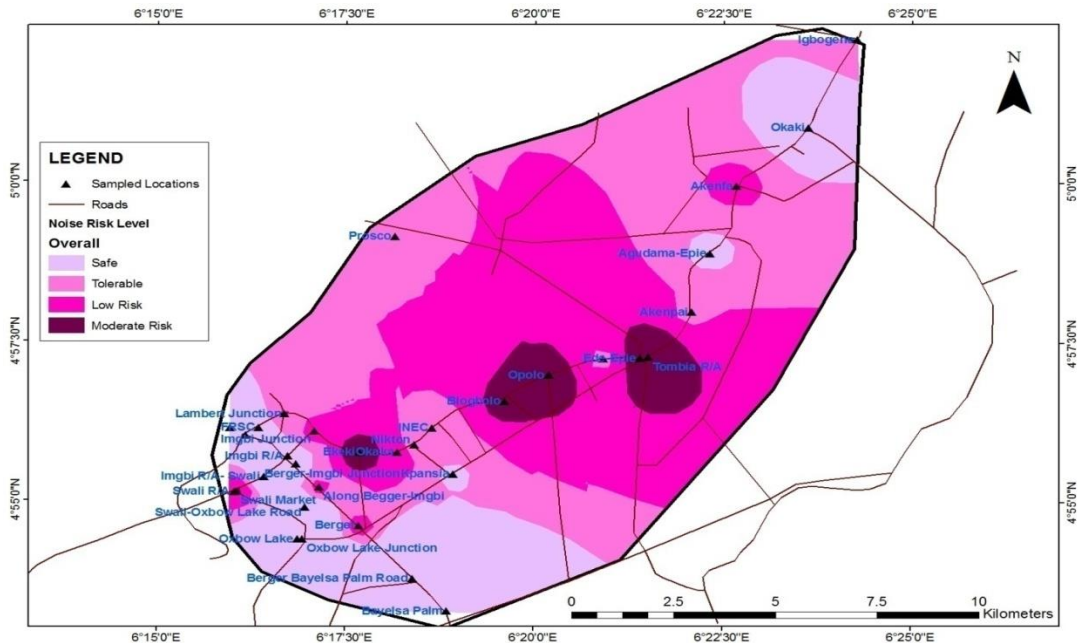 6°15'0"E 6°17'30"E 6°20'0"E 6°22'30"E 6°25'0"E
Igbogene
N
Okaki
LEGEND
Sampled Locations
Roads
Noise Risk Level
Overall
Safe
Tolerable
Low Risk
Moderate Risk
5°0'0"N
5°0'0"N
Akenfa
Prosco
Agudama-Epie
Akenpai
4°57'30"N
4°57'30"N
Ede-Epie
Tombia R/A
Opolo
Biogbolo
Lambert Junction
FRSC
INEC
Imgbi Junction
Nikton
Imgbi R/A
Ekeki
Okaka
Imgbi R/A- Swali
Berger-Imgbi Junction
Kpansia
Swali R/A
Along Begger-Imgbi
Swali Market
Swali-Oxbow Lake Road
4°55'0"N
4°55'0"N
Berger
Oxbow Lake
Oxbow Lake Junction
Berger Bayelsa Palm Road
Bayelsa Palm
0 2.5 5 7.5 10
Kilometers
6°15'0"E 6°17'30"E 6°20'0"E 6°22'30"E 6°25'0"E